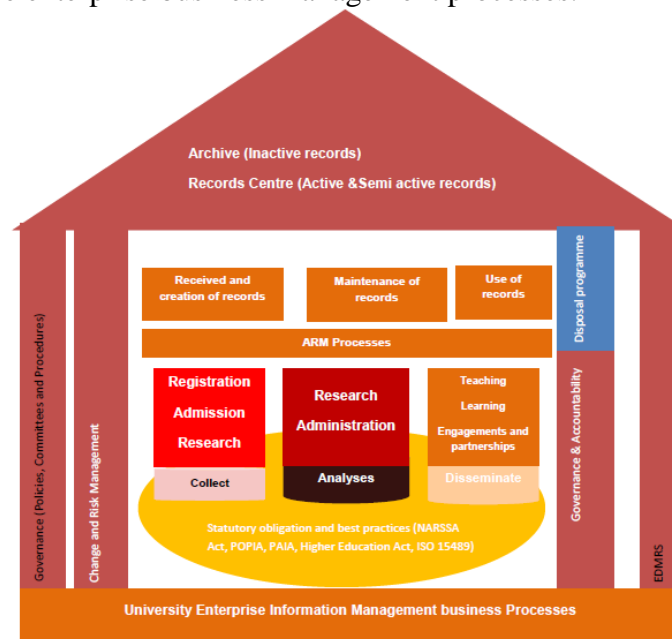 enterprise business management processes.
Archive (Inactive records)
Records Centre (Active &Semi active records)
Governance (Policies, Committees and Procedures)
Change and Risk Management
Received and
creation of records
Maintenance of
records
Use of
records
ARM Processes
Registration
Admission
Research
Collect
Research
Administration
Analyses
Teaching
Learning
Engagements and
partnerships
Disseminate
Statutory obligation and best practices (NARSSA
Act, POPIA, PAIA, Higher Education Act, ISO 15489)
Disposal programme
Governance & Accountability
EDMRS
University Enterprise Information Management business Processes